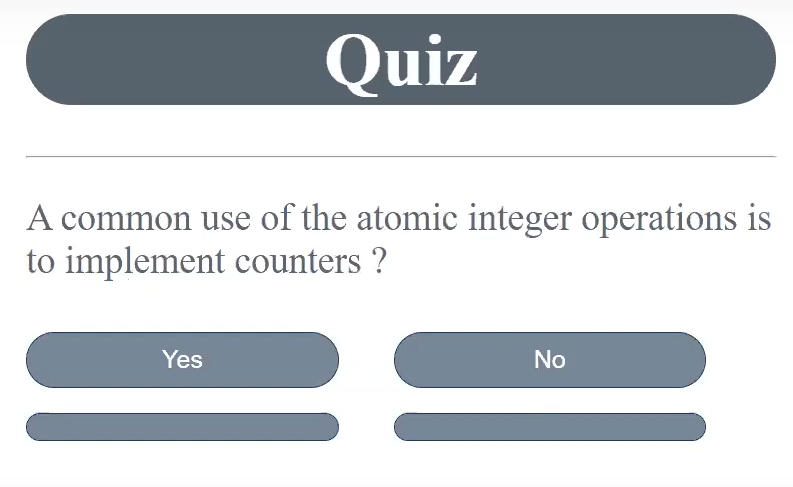 Quiz
A common use of the atomic integer operations is
to implement counters ?
Yes
No